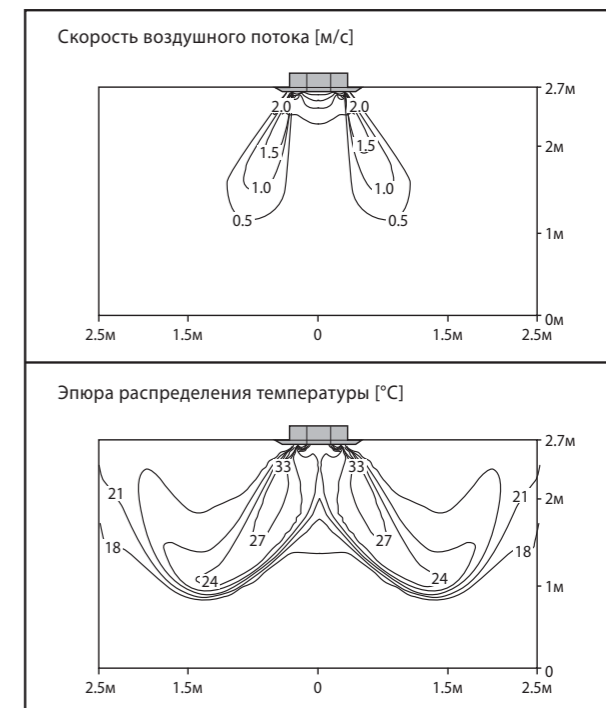 Скорость воздушного потока [м/с]
2.7м
2.0 2.0
2м
1.5 1.5
1.0 1.0
0.5 0.5
1м
0м
2.5м 1.5м 0 1.5м 2.5м
Эпюра распределения температуры [°C]
2.7м
33 33
21 21
2м
27 27
18 18
24 24
1м
0
2.5м 1.5м 0 1.5м 2.5м